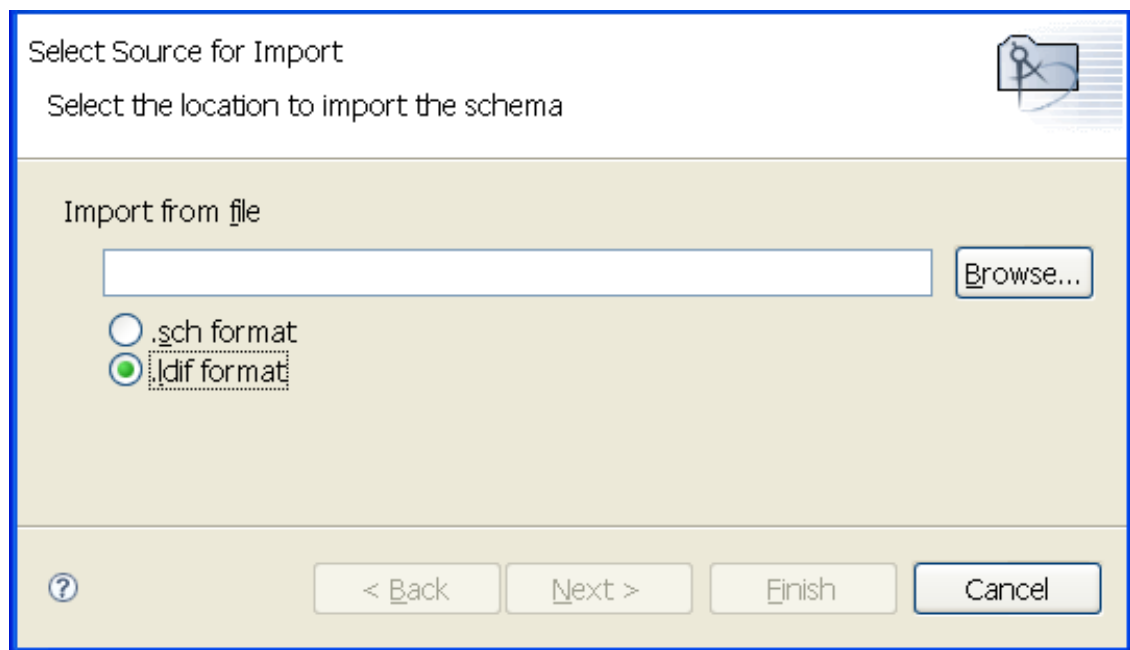 Select Source for Import
Select the location to import the schema
Import from file
Browse...
.sch format
.ldif format
?
< Back Next > Finish Cancel